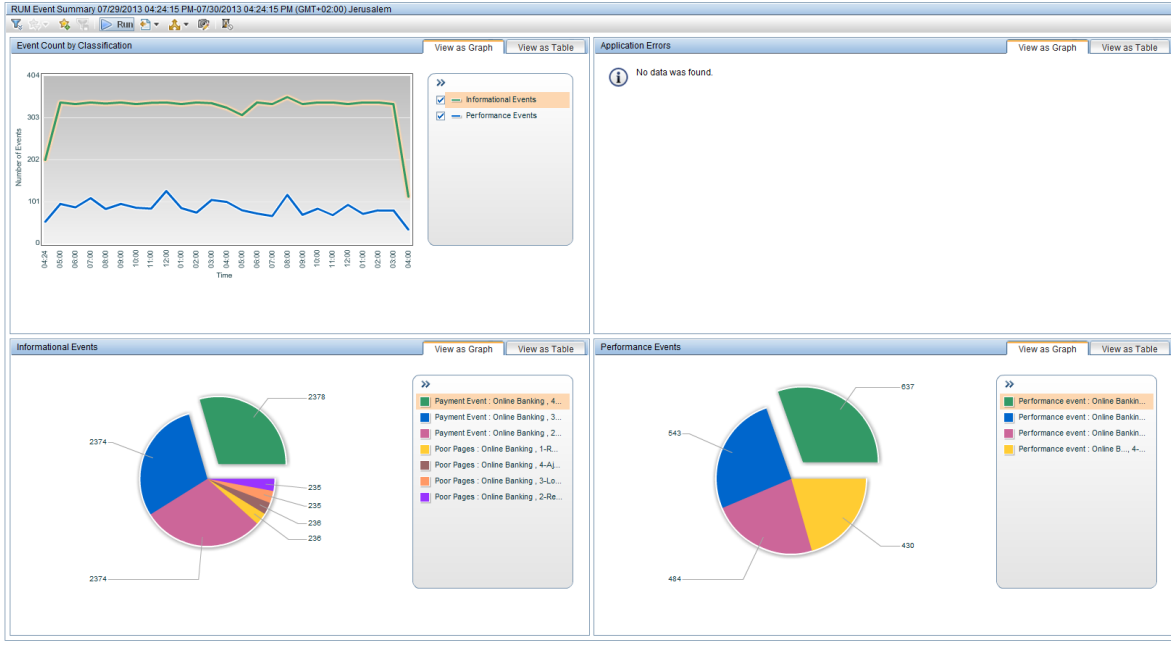 RUM Event Summary 07/29/2013 04:24:15 PM-07/30/2013 04:24:15 PM (GMT+02:00) Jerusalem
Run
Event Count by Classification
View as Graph
View as Table
404
303
202
101
0
Number of Events
04:24
05:00
06:00
07:00
08:00
09:00
10:00
11:00
12:00
01:00
02:00
03:00
04:00
05:00
06:00
07:00
08:00
09:00
10:00
11:00
12:00
01:00
02:00
03:00
04:00
Time
Informational Events
Performance Events
Application Errors
View as Graph
View as Table
No data was found.
Informational Events
View as Graph
View as Table
2378
2374
2374
235
235
236
236
Payment Event : Online Banking , 4...
Payment Event : Online Banking , 3...
Payment Event : Online Banking , 2...
Poor Pages : Online Banking , 1-R...
Poor Pages : Online Banking , 4-Aj...
Poor Pages : Online Banking , 3-Lo...
Poor Pages : Online Banking , 2-Re...
Performance Events
View as Graph
View as Table
637
643
484
430
Performance event : Online Bankin...
Performance event : Online Bankin...
Performance event : Online Bankin...
Performance event : Online B..., 4-...